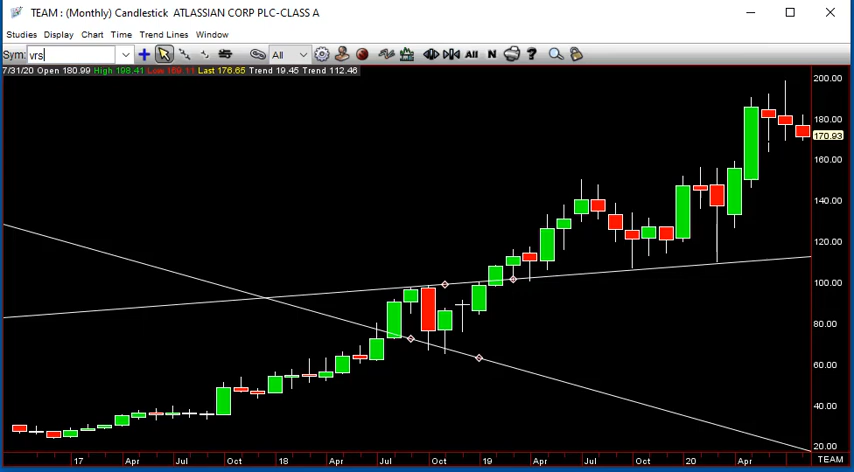 TEAM : (Monthly) Candlestick ATLASSIAN CORP PLC-CLASS A
Studies Display Chart Time Trend Lines Window
Sym: vrs All All N ?
7/31/20 Open 180.99 High 198.41 Low 169.11 Last 176.65 Trend 19.45 Trend 112.46
200.00
180.00
170.93
160.00
140.00
120.00
100.00
80.00
60.00
40.00
20.00
17 Apr Jul Oct 18 Apr Jul Oct 19 Apr Jul Oct 20 Apr TEAM